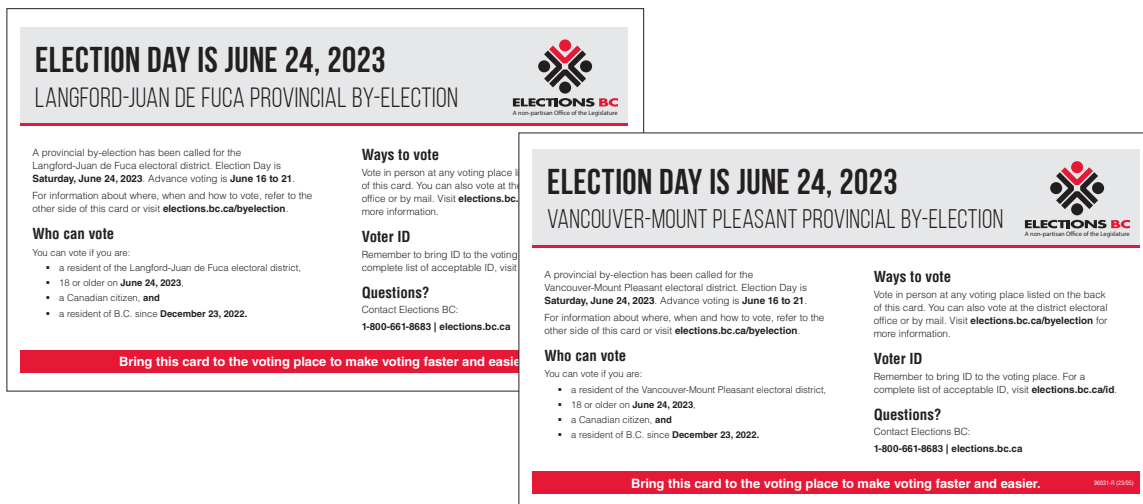 ELECTION DAY IS JUNE 24, 2023
LANGFORD-JUAN DE FUCA PROVINCIAL BY-ELECTION
ELECTIONS BC
A non-partisan Office of the Legislature
A provincial by-election has been called for the
Langford-Juan de Fuca electoral district. Election Day is
Saturday, June 24, 2023. Advance voting is June 16 to 21.
For information about where, when and how to vote, refer to the
other side of this card or visit elections.bc.ca/byelection.
Who can vote
You can vote if you are:
▪ a resident of the Langford-Juan de Fuca electoral district,
▪ 18 or older on June 24, 2023,
▪ a Canadian citizen, and
▪ a resident of B.C. since December 23, 2022.
Ways to vote
Vote in person at any voting place
of this card. You can also vote at the
office or by mail. Visit elections.bc.
more information.
Voter ID
Remember to bring ID to the voting
complete list of acceptable ID, visit
Questions?
Contact Elections BC:
1-800-661-8683 | elections.bc.ca
Bring this card to the voting place to make voting faster and easie
ELECTION DAY IS JUNE 24, 2023
VANCOUVER-MOUNT PLEASANT PROVINCIAL BY-ELECTION
ELECTIONS BC
A non-partisan Office of the Legislature
A provincial by-election has been called for the
Vancouver-Mount Pleasant electoral district. Election Day is
Saturday, June 24, 2023. Advance voting is June 16 to 21.
For information about where, when and how to vote, refer to the
other side of this card or visit elections.bc.ca/byelection.
Who can vote
You can vote if you are:
▪ a resident of the Vancouver-Mount Pleasant electoral district,
▪ 18 or older on June 24, 2023,
▪ a Canadian citizen, and
▪ a resident of B.C. since December 23, 2022.
Ways to vote
Vote in person at any voting place listed on the back
of this card. You can also vote at the district electoral
office or by mail. Visit elections.bc.ca/byelection for
more information.
Voter ID
Remember to bring ID to the voting place. For a
complete list of acceptable ID, visit elections.bc.ca/id.
Questions?
Contact Elections BC:
1-800-661-8683 | elections.bc.ca
Bring this card to the voting place to make voting faster and easier.
96031-R (23/05)